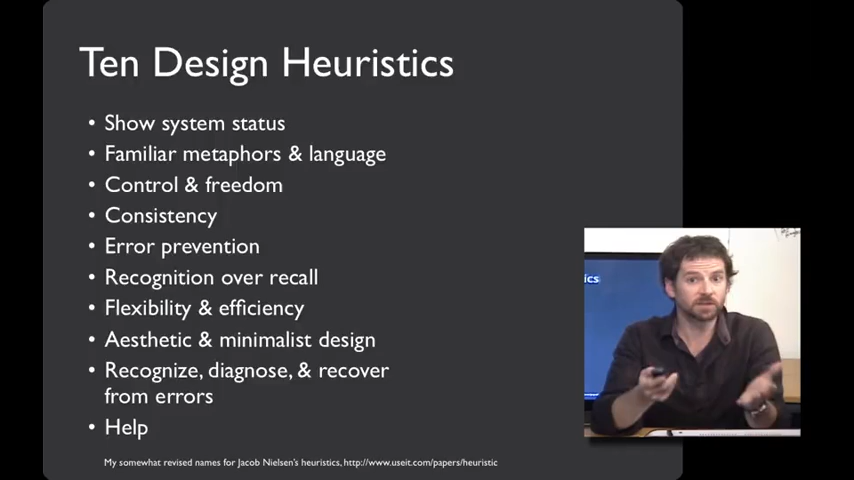 Ten Design Heuristics
• Show system status
• Familiar metaphors & language
• Control & freedom
• Consistency
• Error prevention
• Recognition over recall
• Flexibility & efficiency
• Aesthetic & minimalist design
• Recognize, diagnose, & recover
from errors
• Help
My somewhat revised names for Jacob Nielsen's heuristics, http://www.useit.com/papers/heuristic
ics